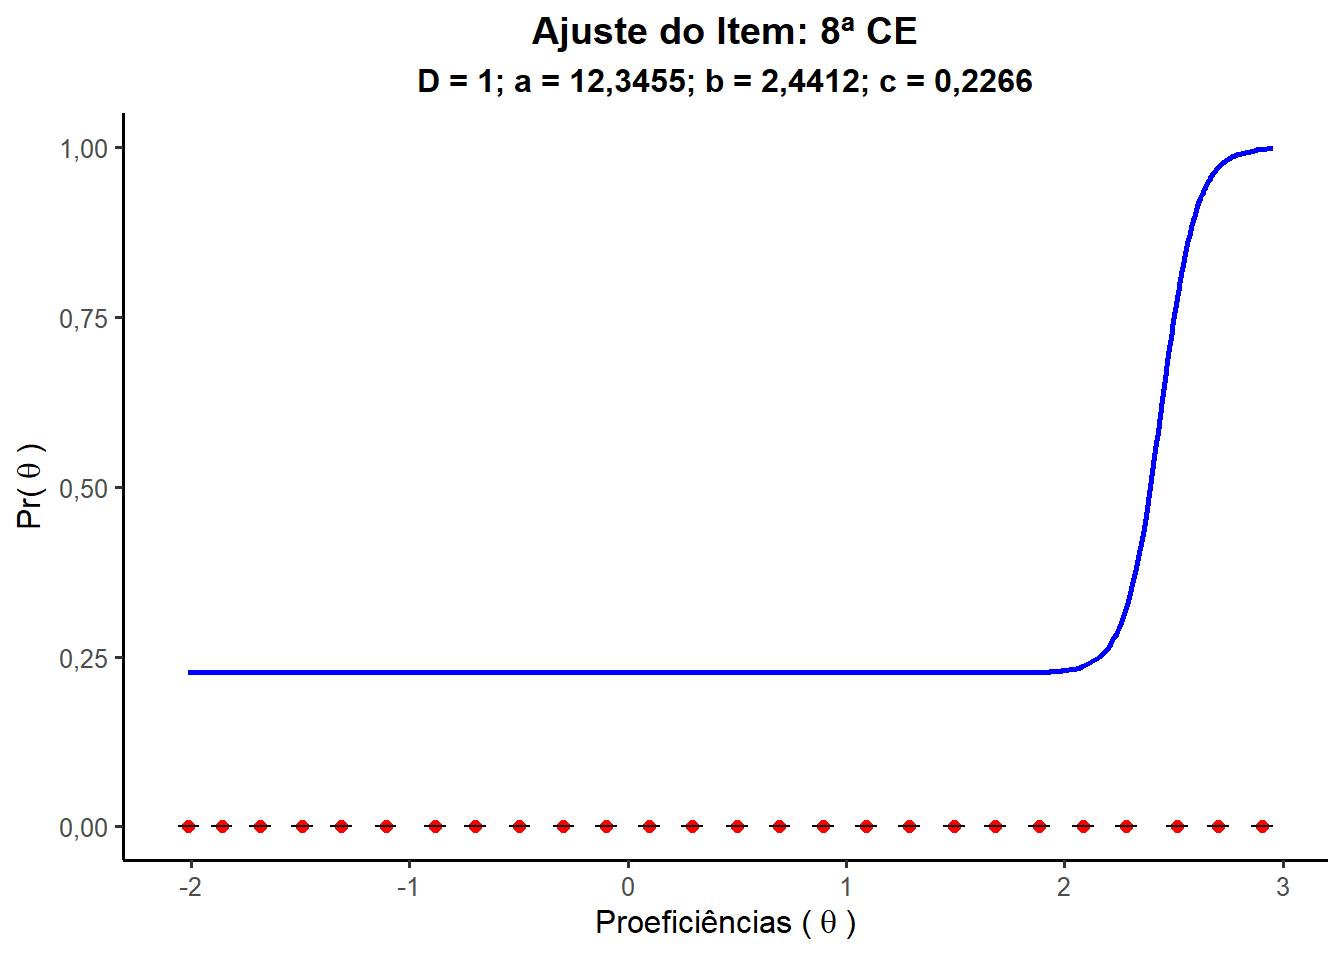 Ajuste do Item: 8ª CE
D = 1; a = 12,3455; b = 2,4412; c = 0,2266
Pr( θ )
1,00
0,75
0,50
0,25
0,00
-2 -1 0 1 2 3
Proeficiências ( θ )